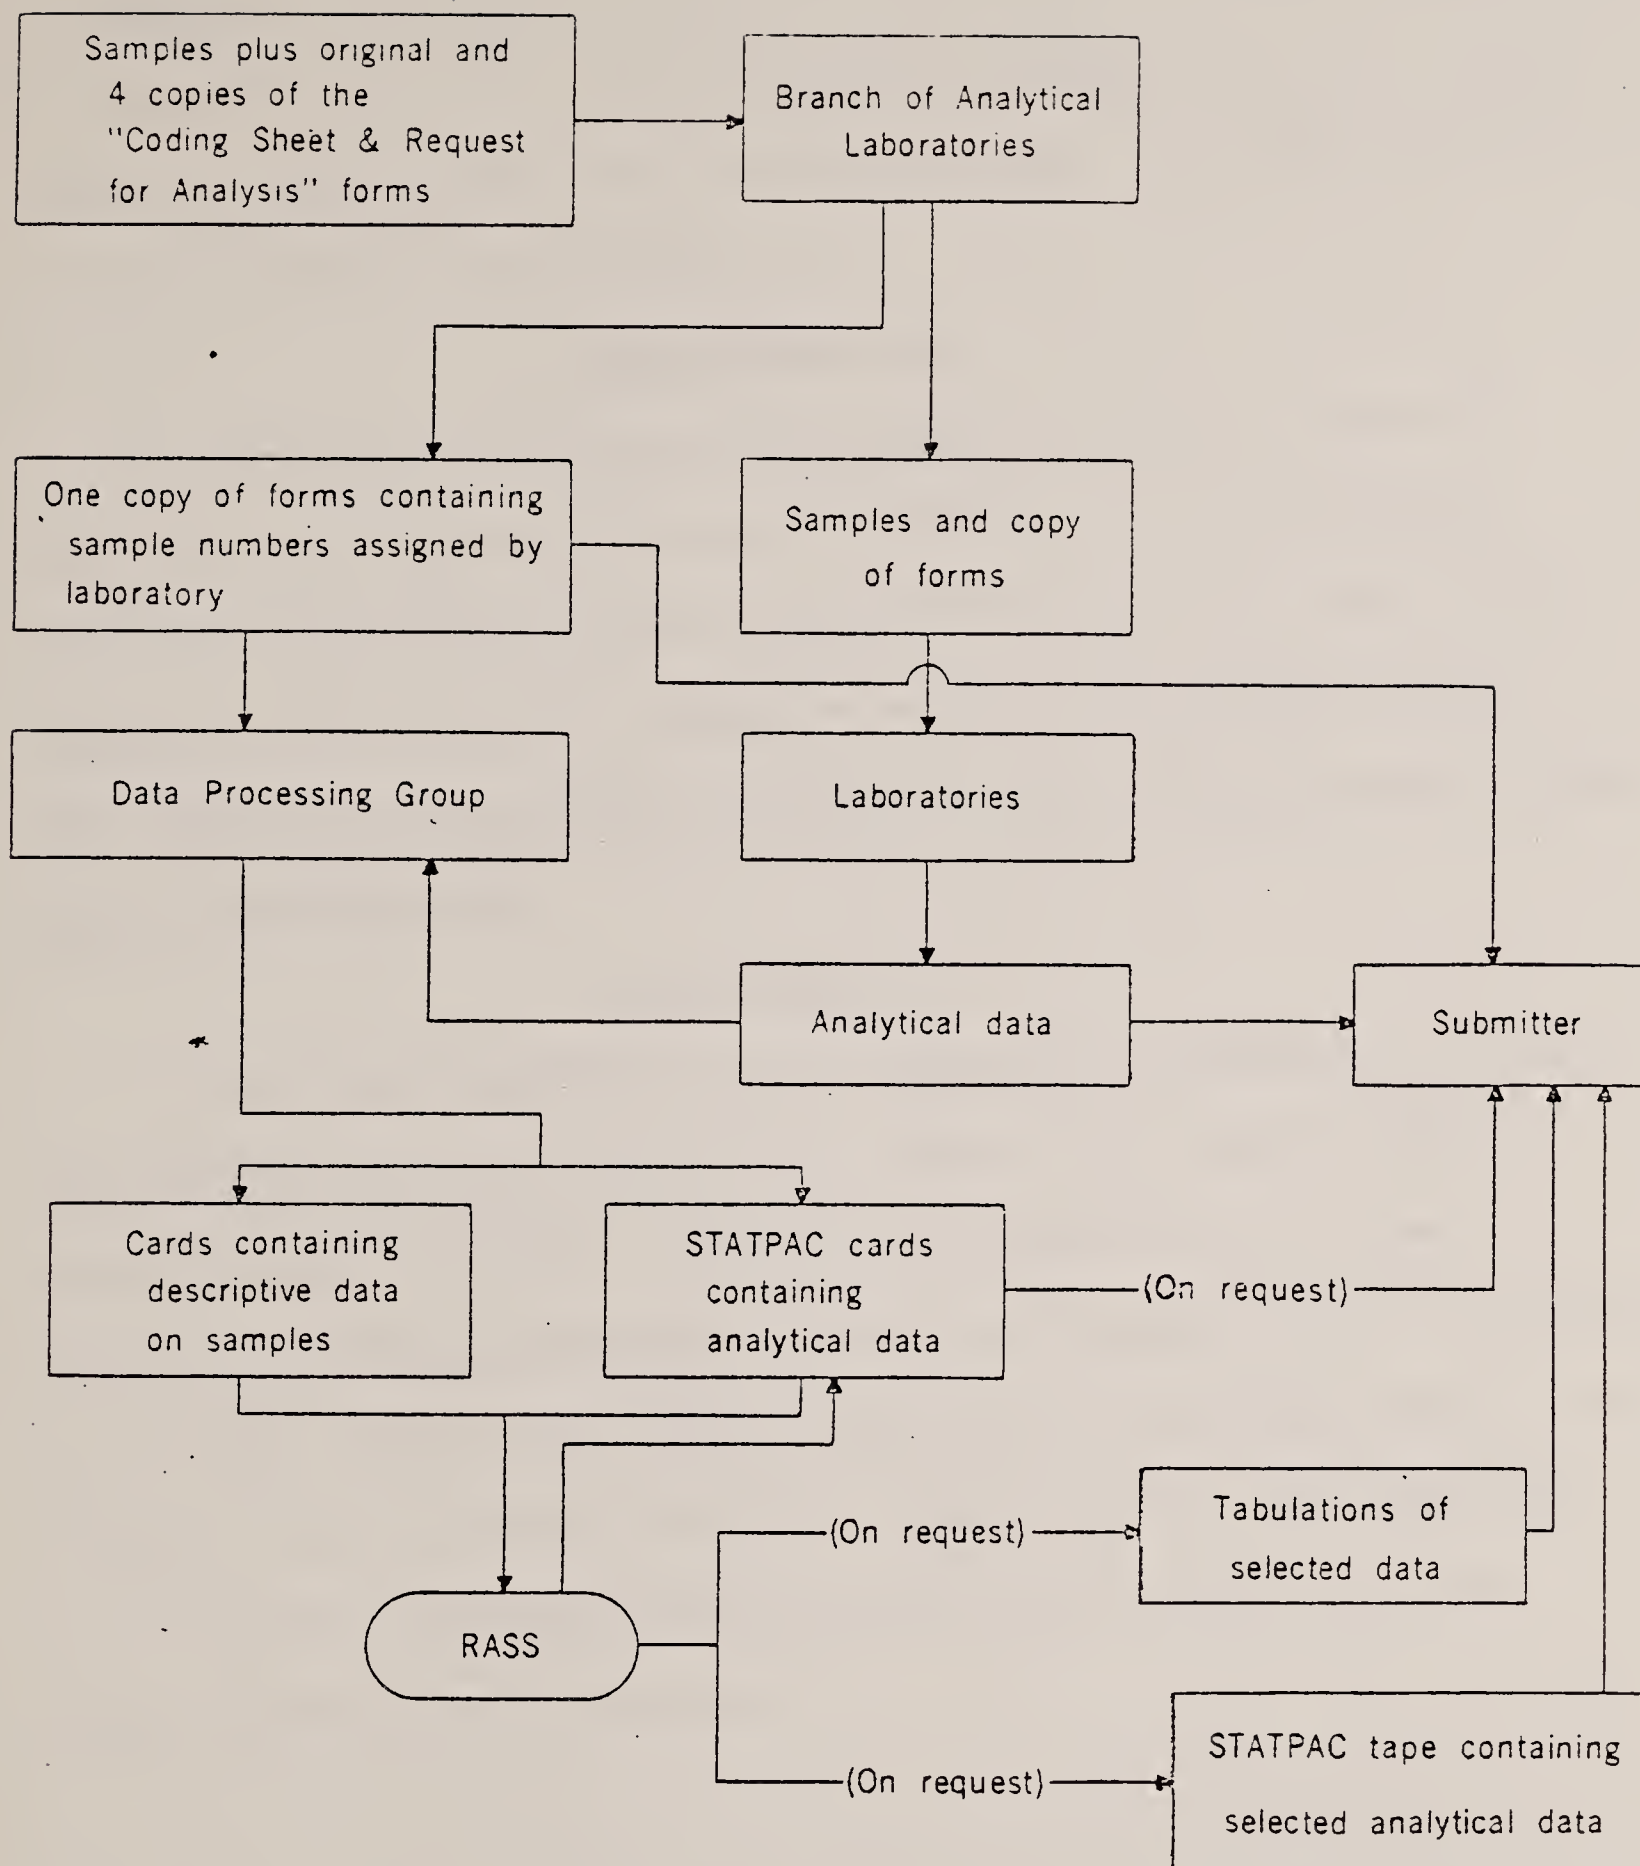 Samples plus original and
4 copies of the
"Coding Sheet & Request
for Analysis" forms
Branch of Analytical
Laboratories
One copy of forms containing
sample numbers assigned by
laboratory
Samples and copy
of forms
Data Processing Group
Laboratories
Analytical data
Submitter
Cards containing
descriptive data
on samples
STATPAC cards
containing
analytical data
(On request)
(On request)
Tabulations of
selected data
RASS
(On request)
STATPAC tape containing
selected analytical data